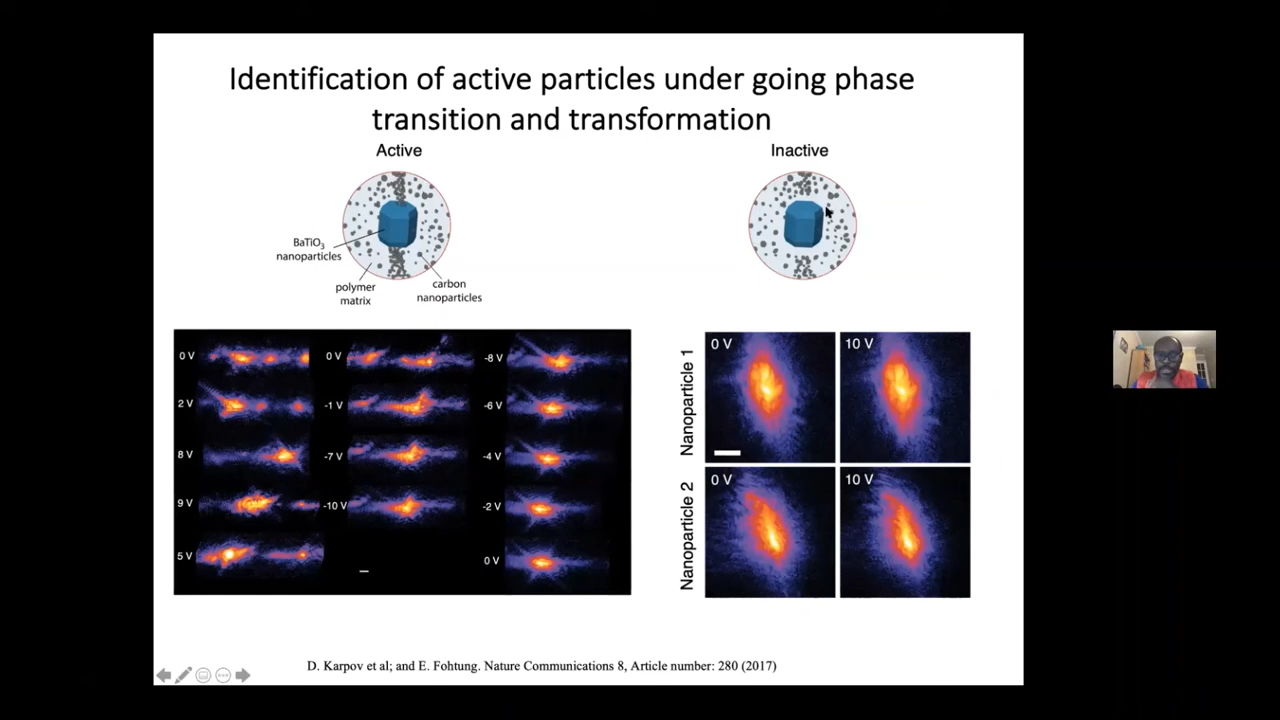 Identification of active particles under going phase
transition and transformation
Active
Inactive
BaTiO3
nanoparticles
polymer
matrix
carbon
nanoparticles
0 V
2 V
8 V
9 V
5 V
0 V
-1 V
-7 V
-10 V
-8 V
-6 V
-4 V
-2 V
0 V
Nanoparticle 1
0 V
10 V
Nanoparticle 2
0 V
10 V
D. Karpov et al; and E. Fohtung. Nature Communications 8, Article number: 280 (2017)